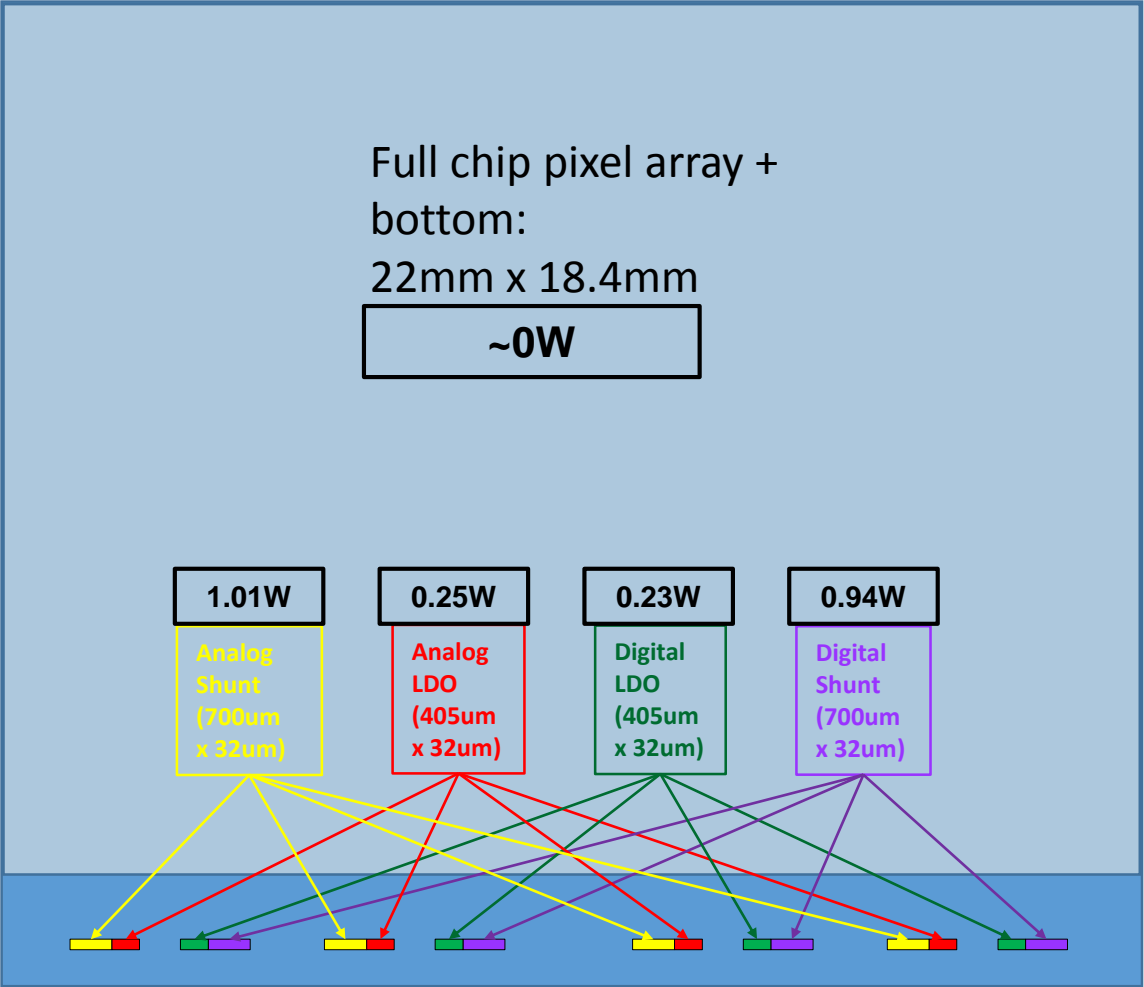 Full chip pixel array +
bottom:
22mm x 18.4mm
~0W
1.01W
0.25W
0.23W
0.94W
Analog
Shunt
(700um
x 32um)
Analog
LDO
(405um
x 32um)
Digital
LDO
(405um
x 32um)
Digital
Shunt
(700um
x 32um)